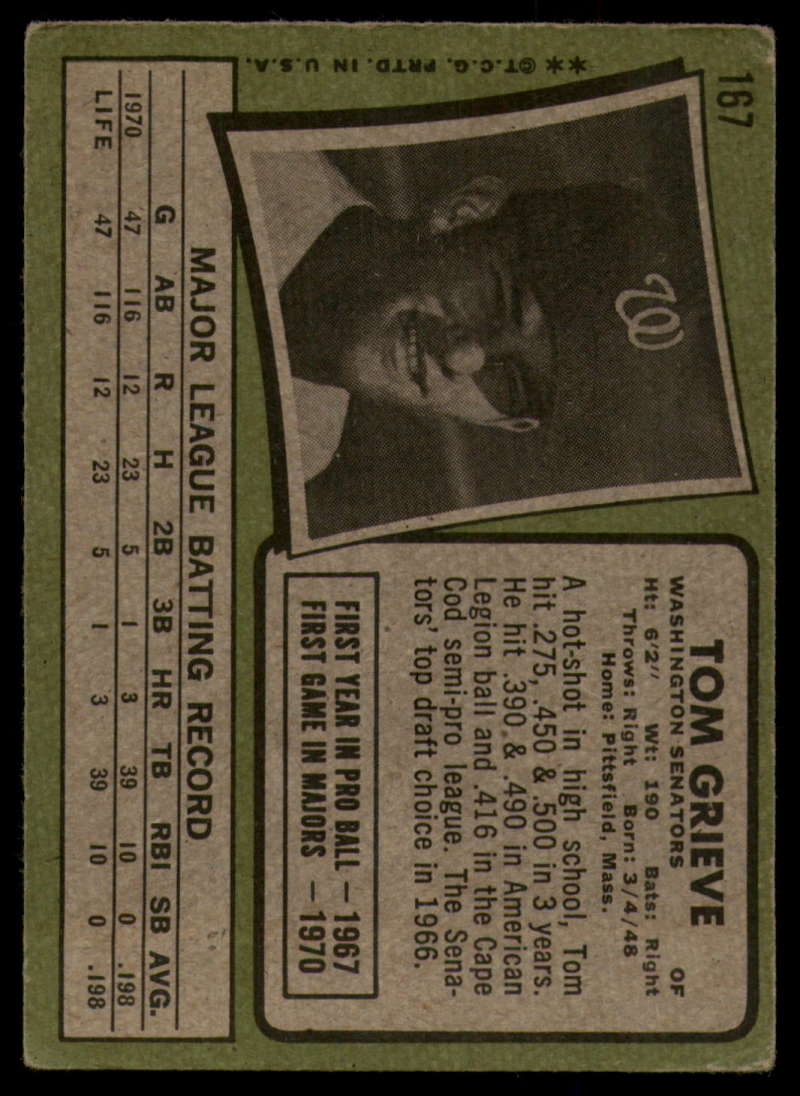 167
W
** ©T.C.G. PRTD. IN U.S.A.
TOM GRIEVE
OF
WASHINGTON SENATORS
Ht: 6'2" Wt: 190 Bats: Right
Throws: Right Born: 3/4/48
Home: Pittsfield, Mass.
A hot-shot in high school, Tom
hit .275, .450 & .500 in 3 years.
He hit .390 & .490 in American
Legion ball and .416 in the Cape
Cod semi-pro league. The Sena-
tors' top draft choice in 1966.
FIRST YEAR IN PRO BALL — 1967
FIRST GAME IN MAJORS — 1970
MAJOR LEAGUE BATTING RECORD
G AB R H 2B 3B HR TB RBI SB AVG.
1970 47 116 12 23 5 1 3 39 10 0 .198
LIFE 47 116 12 23 5 1 3 39 10 0 .198